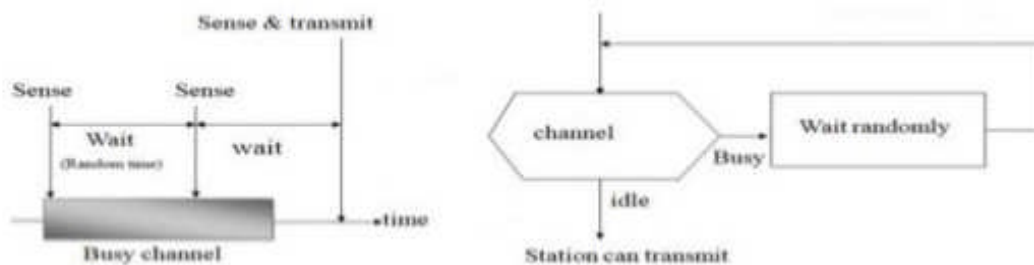 Sense & transmit
Sense
Sense
Wait
(Random time)
wait
time
Busy channel
channel
Busy
Wait randomly
idle
Station can transmit